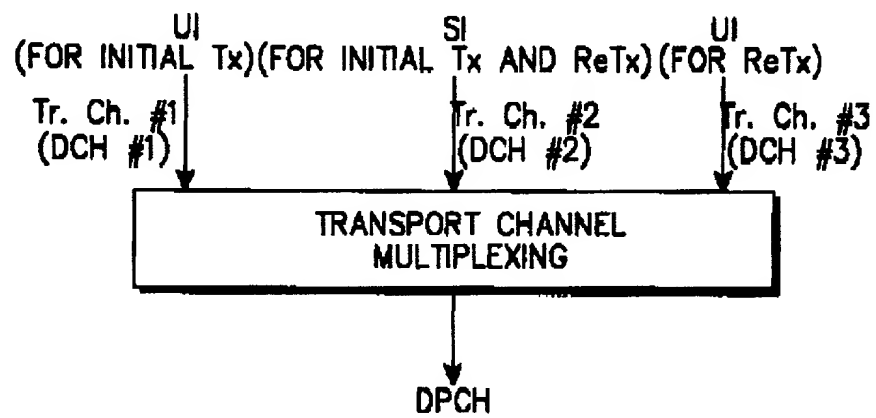 UI SI UI
(FOR INITIAL Tx)(FOR INITIAL Tx AND ReTx)(FOR ReTx)
Tr. Ch. #1 Tr. Ch. #2 Tr. Ch. #3
(DCH #1) (DCH #2) (DCH #3)
TRANSPORT CHANNEL
MULTIPLEXING
DPCH